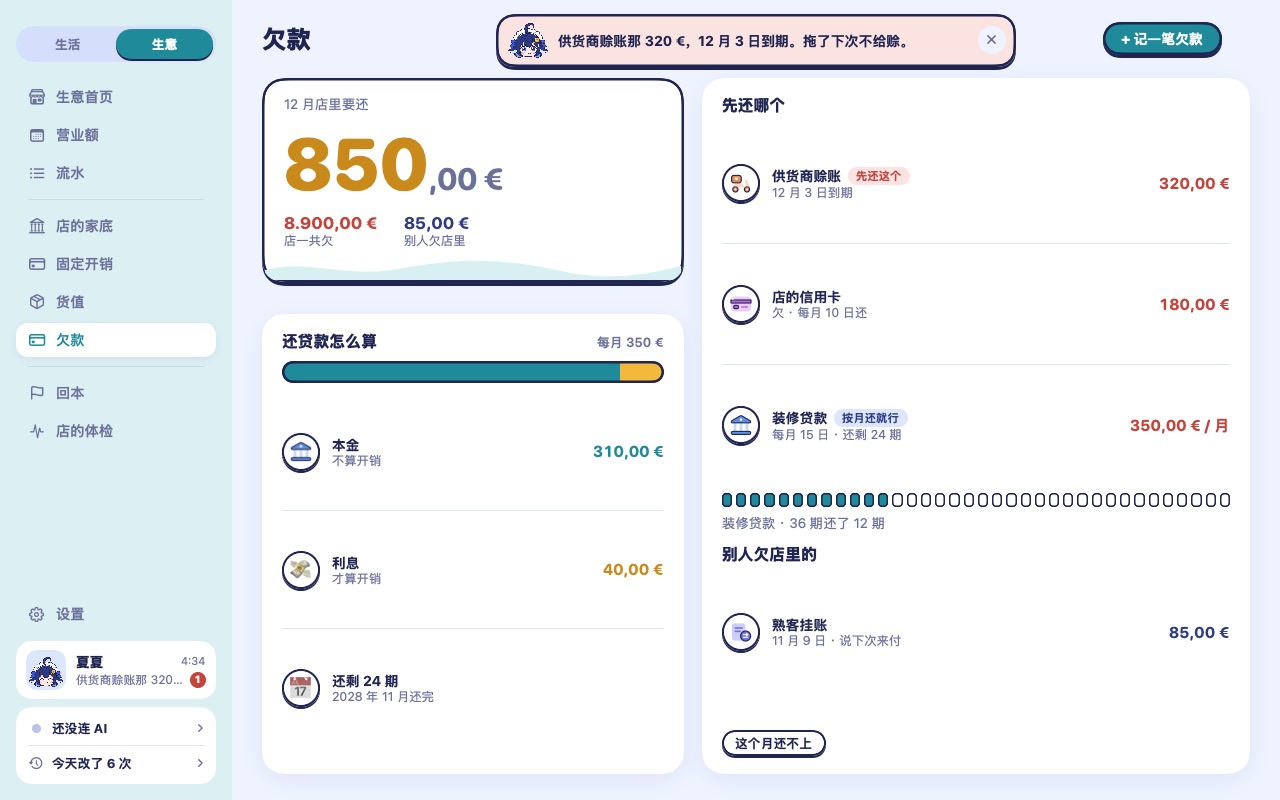 生活
生意
生意首页
营业额
流水
店的家底
固定开销
货值
欠款
回本
店的体检
设置
夏夏
4:34
供货商赊账那 320...
1
还没连 AI
今天改了 6 次
欠款
供货商赊账那 320 €，12 月 3 日到期。拖了下次不给赊。
+ 记一笔欠款
12 月店里要还
850,00 €
8.900,00 €
店一共欠
85,00 €
别人欠店里
还贷款怎么算
每月 350 €
本金
不算开销
310,00 €
利息
才算开销
40,00 €
17
还剩 24 期
2028 年 11 月还完
先还哪个
供货商赊账
先还这个
12 月 3 日到期
320,00 €
店的信用卡
欠 · 每月 10 日还
180,00 €
装修贷款
按月还就行
每月 15 日 · 还剩 24 期
350,00 € / 月
装修贷款 · 36 期还了 12 期
别人欠店里的
熟客挂账
11 月 9 日 · 说下次来付
85,00 €
这个月还不上